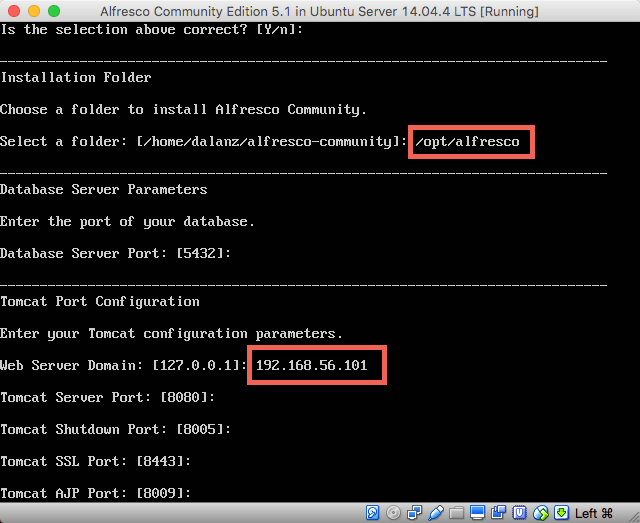 Alfresco Community Edition 5.1 in Ubuntu Server 14.04.4 LTS [Running]
Is the selection above correct? [Y/n]:
Installation Folder
Choose a folder to install Alfresco Community.
Select a folder: [/home/dalanz/alfresco-community]: /opt/alfresco
Database Server Parameters
Enter the port of your database.
Database Server Port: [5432]:
Tomcat Port Configuration
Enter your Tomcat configuration parameters.
Web Server Domain: [127.0.0.1]: 192.168.56.101
Tomcat Server Port: [8080]:
Tomcat Shutdown Port: [8005]:
Tomcat SSL Port: [8443]:
Tomcat AJP Port: [8009]:
Left ⌘